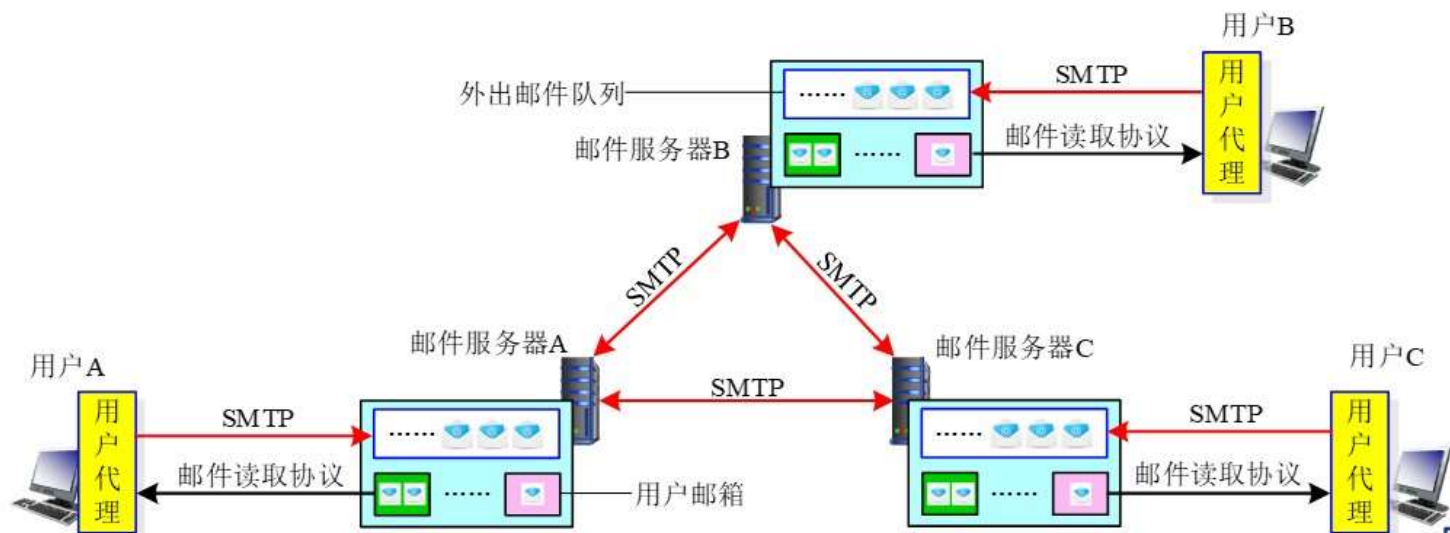 用户B
SMTP
外出邮件队列
……
用户代理
邮件服务器B
……
邮件读取协议
SMTP
SMTP
邮件服务器A
邮件服务器C
用户A
用户C
SMTP
用户代理
SMTP
……
……
SMTP
用户代理
邮件读取协议
……
用户邮箱
……
邮件读取协议